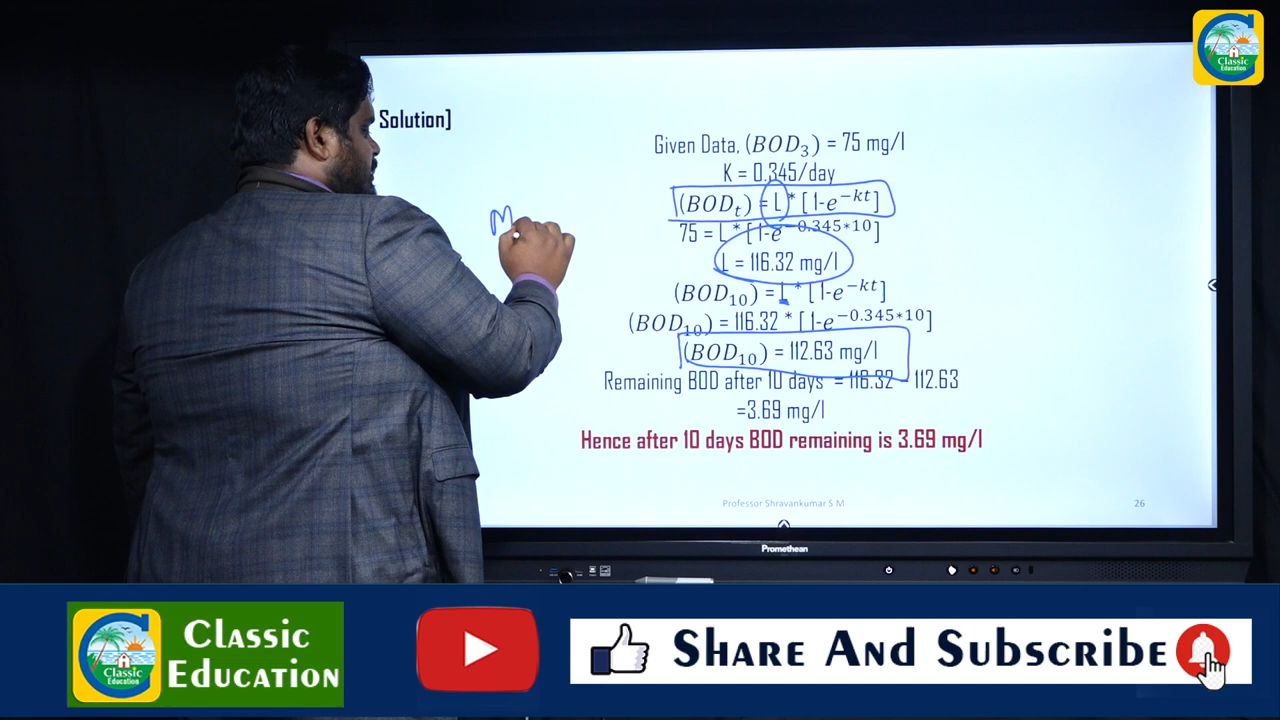 Classic
Education
Solution]
Given Data, (BOD₃) = 75 mg/l
K = 0.345/day
(BODₜ) = L * [1-e^−kt]
75 = L * [1-e^−0.345*10]
L = 116.32 mg/l
(BOD₁₀) = L * [1-e^−kt]
(BOD₁₀) = 116.32 * [1-e^−0.345*10]
(BOD₁₀) = 112.63 mg/l
Remaining BOD after 10 days = 116.32 - 112.63
=3.69 mg/l
Hence after 10 days BOD remaining is 3.69 mg/l
M
Professor Shravankumar S M 26
Promethean
Classic
Education
Classic
Education
Share And Subscribe